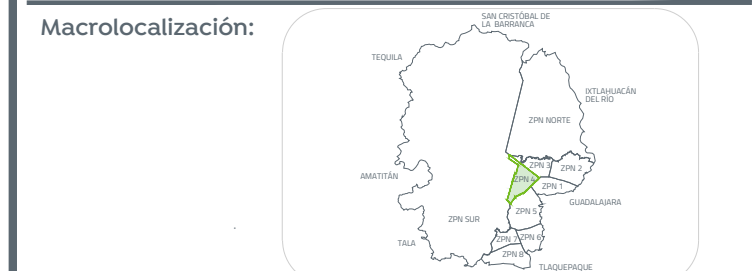 Macrolocalización:
SAN CRISTÓBAL DE
LA BARRANCA
TEQUILA
IXTLAHUACÁN
DEL RÍO
ZPN NORTE
ZPN 3
ZPN 2
AMATITÁN
ZPN 4
ZPN 1
GUADALAJARA
ZPN 5
ZPN SUR
ZPN 7
ZPN 6
TALA
ZPN 8
TLAQUEPAQUE